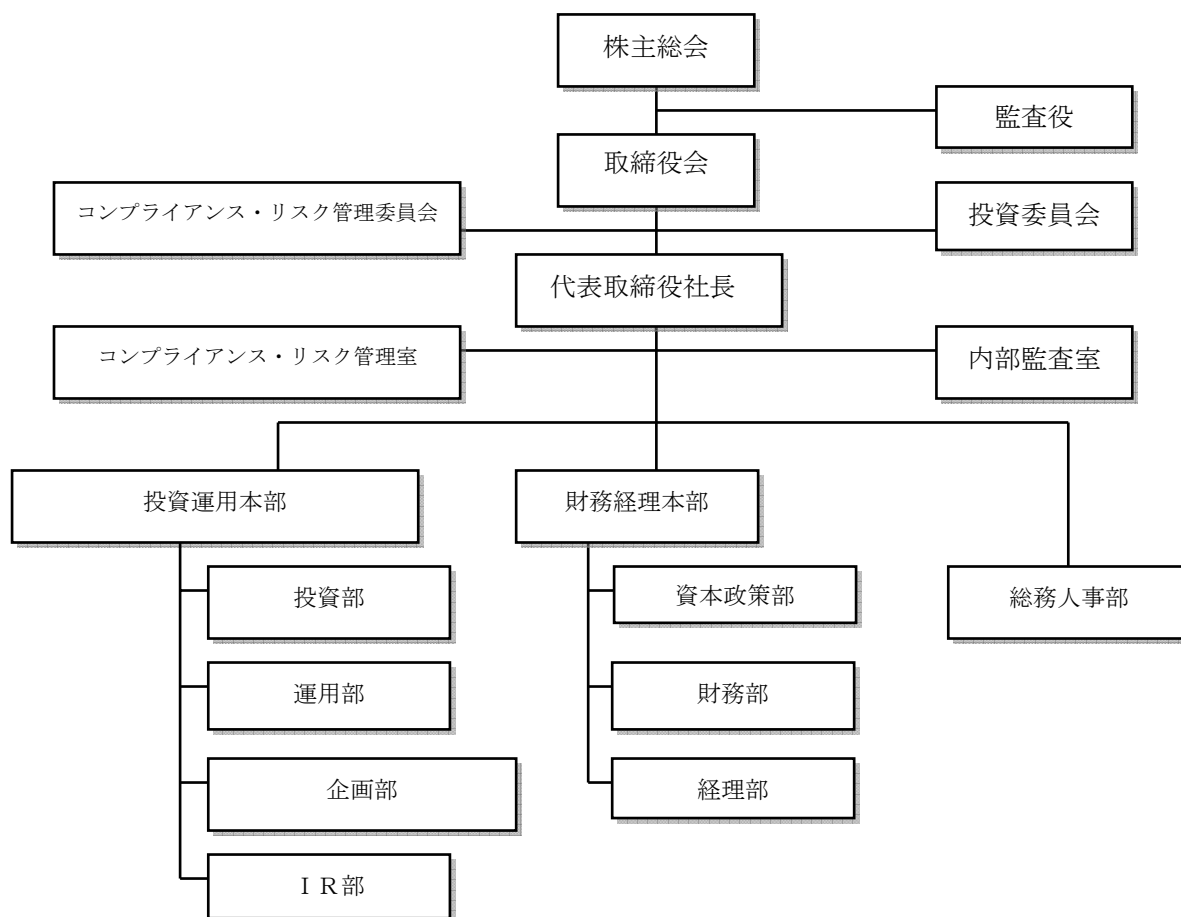 株主総会
監査役
取締役会
コンプライアンス・リスク管理委員会
投資委員会
代表取締役社長
コンプライアンス・リスク管理室
内部監査室
投資運用本部
財務経理本部
投資部
資本政策部
総務人事部
運用部
財務部
企画部
経理部
ＩＲ部